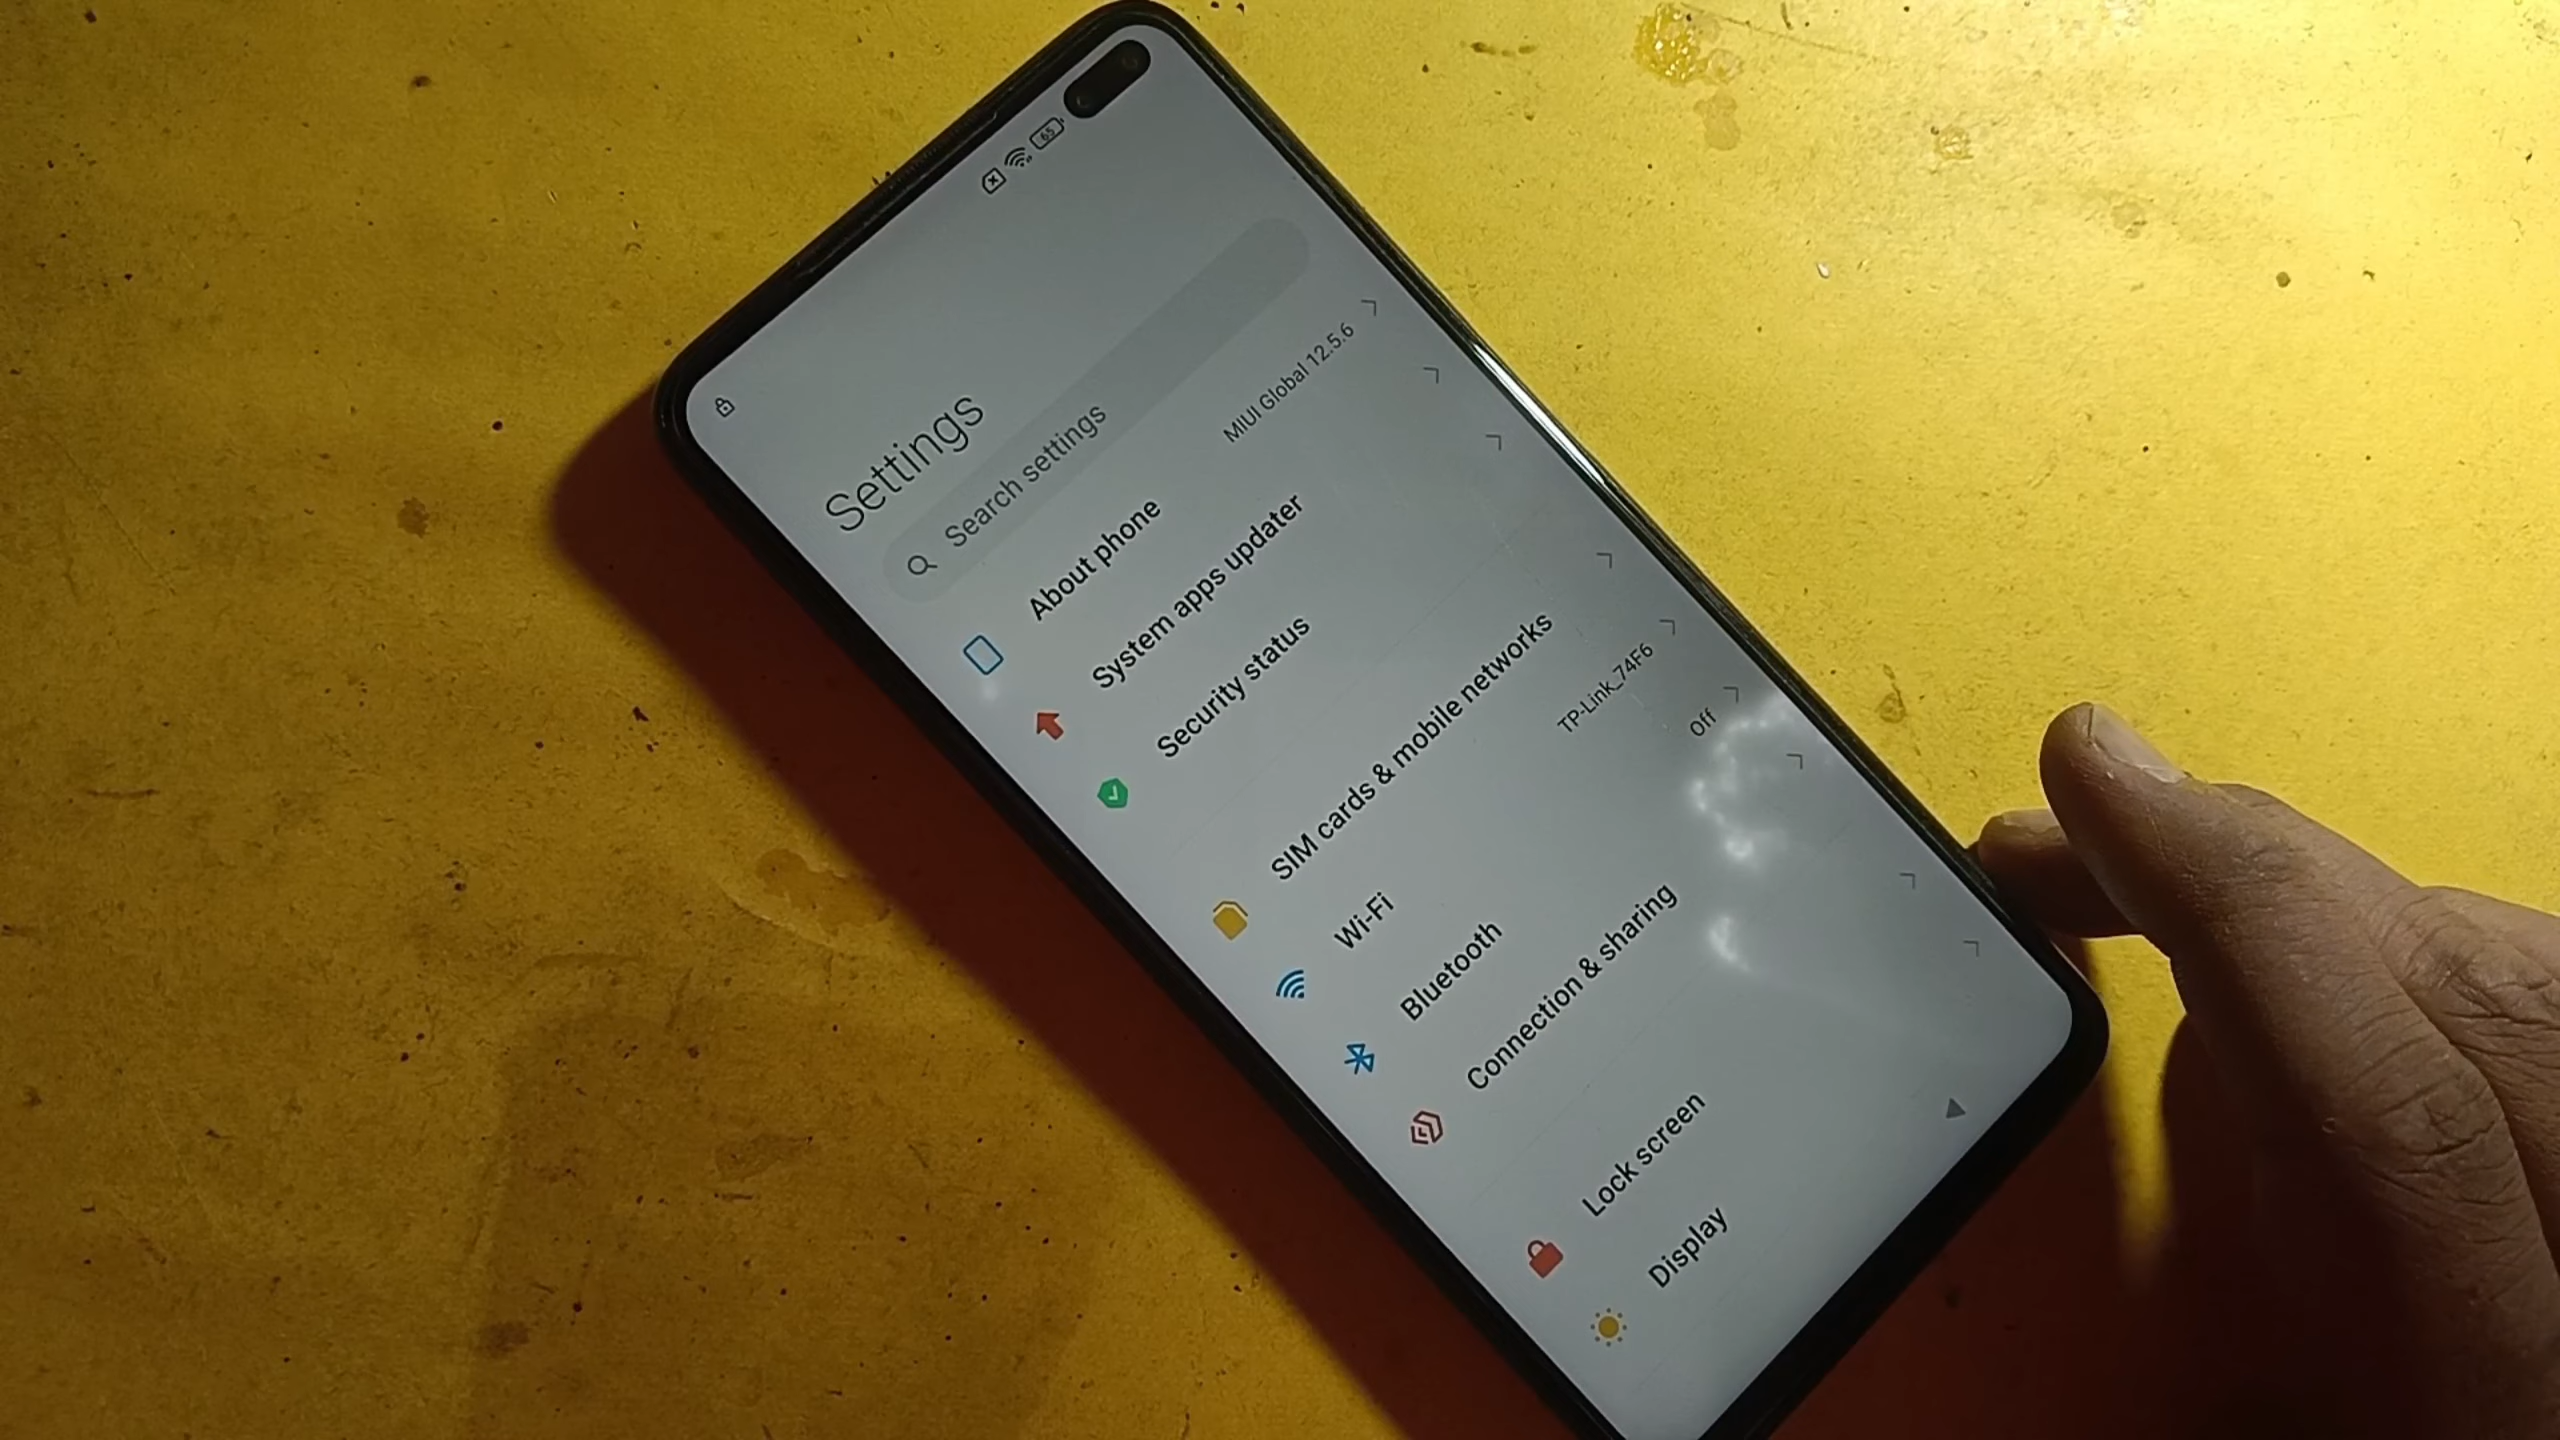 65
Settings
Search settings
About phone MIUI Global 12.5.6
System apps updater
Security status
SIM cards & mobile networks
Wi-Fi TP-Link_74F6
Bluetooth Off
Connection & sharing
Lock screen
Display